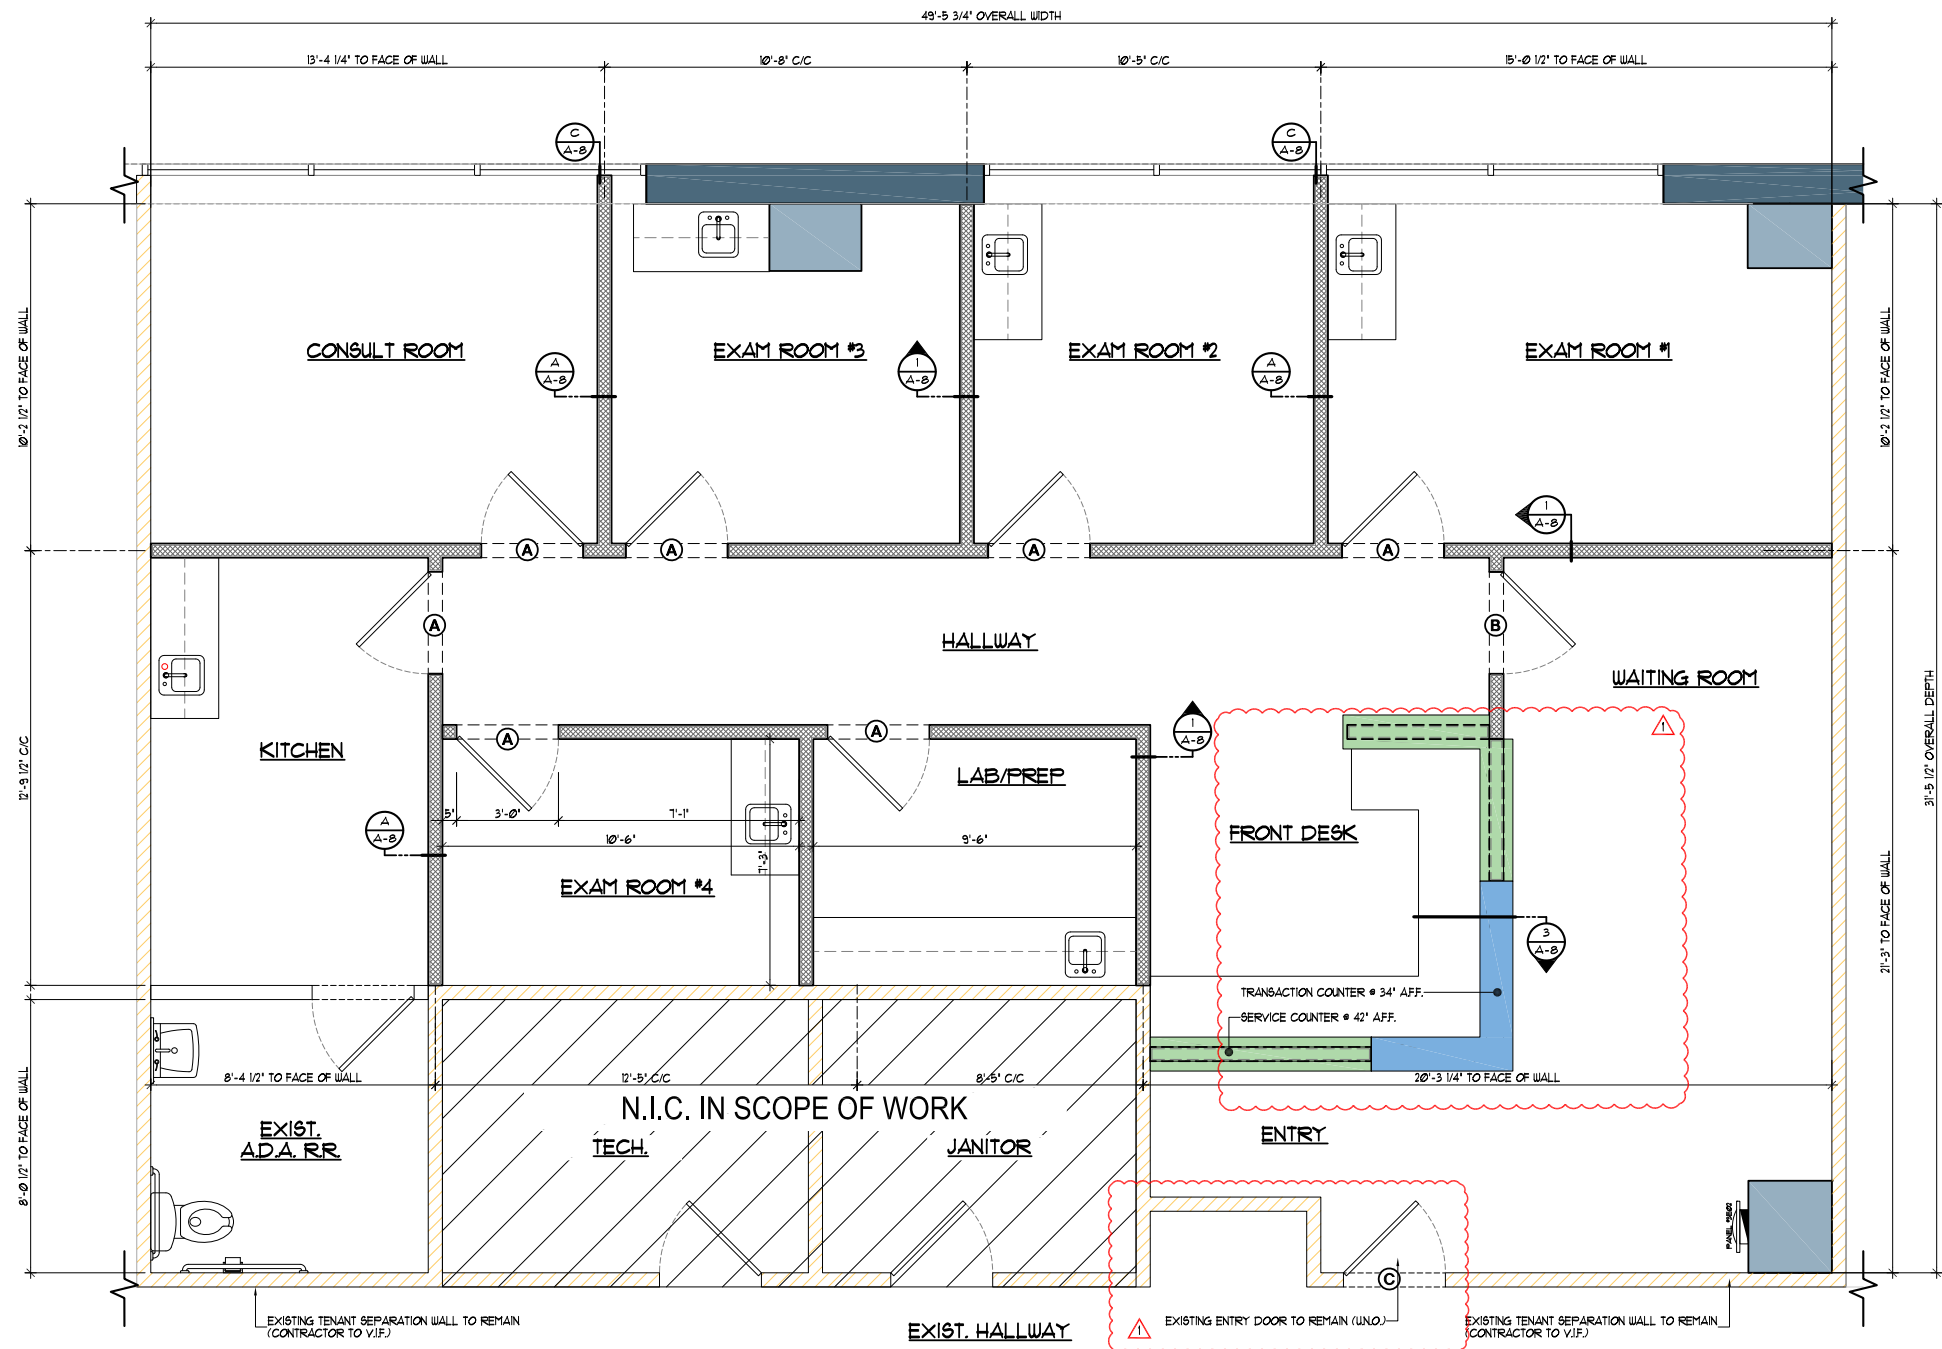 49'-5 3/4" OVERALL WIDTH
13'-4 1/4" TO FACE OF WALL
10'-8" C/C
10'-5" C/C
15'-0 1/2" TO FACE OF WALL
C
A-8
C
A-8
10'-2 1/2" TO FACE OF WALL
CONSULT ROOM
EXAM ROOM #3
EXAM ROOM #2
EXAM ROOM #1
10'-2 1/2" TO FACE OF WALL
A
A-8
1
A-8
A
A-8
1
A-8
A
A
A
A
A
HALLWAY
B
WAITING ROOM
12'-9 1/2" C/C
KITCHEN
A
A
1
A-8
1
31'-5 1/2" OVERALL DEPTH
LAB/PREP
5"
3'-0"
7'-1"
A
A-8
10'-6"
7'-3"
9'-6"
FRONT DESK
EXAM ROOM #4
3
A-8
21'-3" TO FACE OF WALL
TRANSACTION COUNTER @ 34" A.F.F.
SERVICE COUNTER @ 42" A.F.F.
8'-4 1/2" TO FACE OF WALL
12'-5" C/C
8'-5" C/C
20'-3 1/4" TO FACE OF WALL
8'-0 1/2" TO FACE OF WALL
N.I.C. IN SCOPE OF WORK
EXIST.
A.D.A. R.R.
TECH.
JANITOR
ENTRY
C
EXISTING TENANT SEPARATION WALL TO REMAIN
(CONTRACTOR TO V.I.F.)
EXIST. HALLWAY
1
EXISTING ENTRY DOOR TO REMAIN (U.N.O.)
EXISTING TENANT SEPARATION WALL TO REMAIN
(CONTRACTOR TO V.I.F.)
PANEL